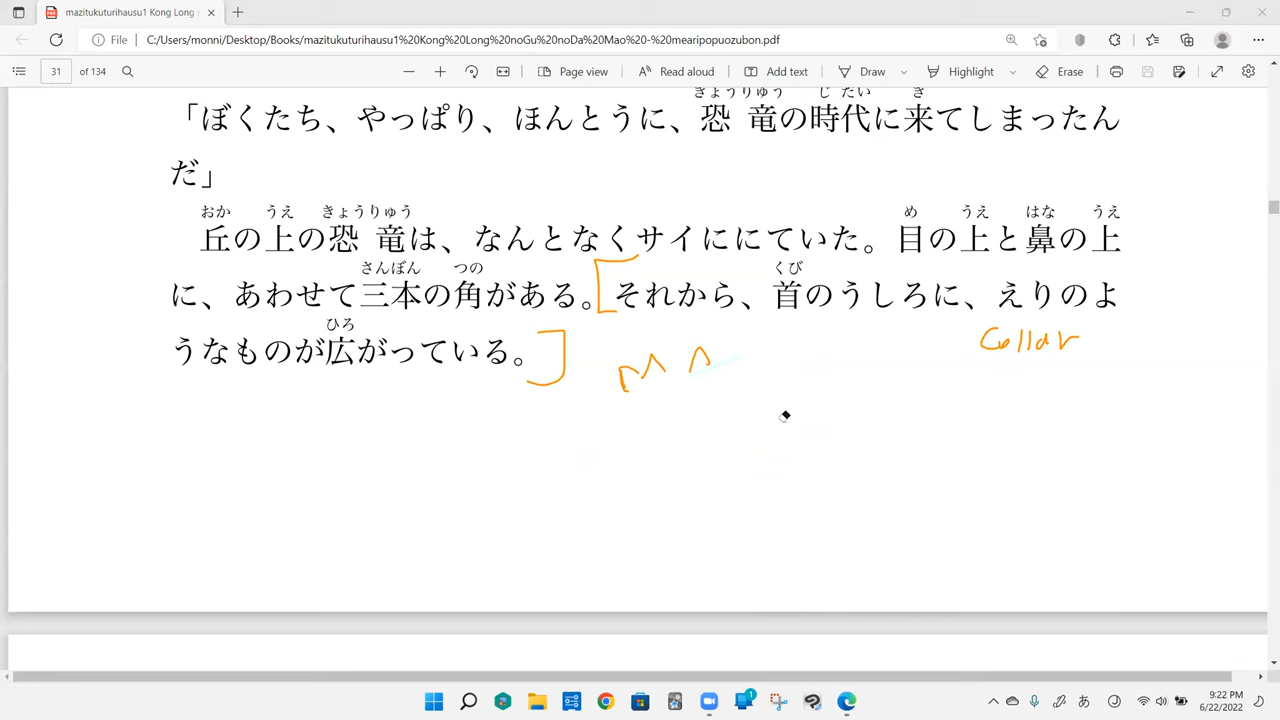 mazitukuturihausu1 Kong Long
File C:/Users/monni/Desktop/Books/mazitukuturihausu1%20Kong%20Long%20noGu%20noDa%20Mao%20-%20mearipopuozubon.pdf
31 of 134 Page view Read aloud Add text Draw Highlight Erase
きょうりゅう じ だい き
「ぼくたち、やっぱり、ほんとうに、恐竜の時代に来てしまったん
だ」
おか うえ きょうりゅう め うえ はな うえ
丘の上の恐竜は、なんとなくサイににていた。目の上と鼻の上
さんぼん つの くび
に、あわせて三本の角がある。それから、首のうしろに、えりのよ
ひろ
うなものが広がっている。
Collar
あ
9:22 PM
6/22/2022
1